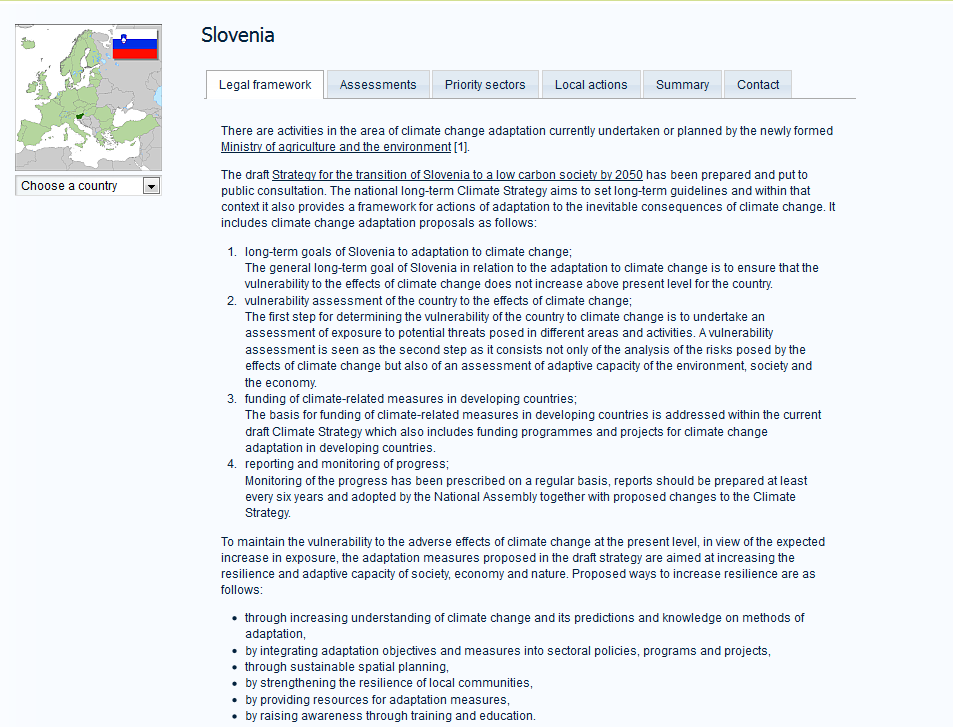 Slovenia
Choose a country
Legal framework
Assessments
Priority sectors
Local actions
Summary
Contact
There are activities in the area of climate change adaptation currently undertaken or planned by the newly formed
Ministry of agriculture and the environment [1].
The draft Strategy for the transition of Slovenia to a low carbon society by 2050 has been prepared and put to
public consultation. The national long-term Climate Strategy aims to set long-term guidelines and within that
context it also provides a framework for actions of adaptation to the inevitable consequences of climate change. It
includes climate change adaptation proposals as follows:
1. long-term goals of Slovenia to adaptation to climate change;
The general long-term goal of Slovenia in relation to the adaptation to climate change is to ensure that the
vulnerability to the effects of climate change does not increase above present level for the country.
2. vulnerability assessment of the country to the effects of climate change;
The first step for determining the vulnerability of the country to climate change is to undertake an
assessment of exposure to potential threats posed in different areas and activities. A vulnerability
assessment is seen as the second step as it consists not only of the analysis of the risks posed by the
effects of climate change but also of an assessment of adaptive capacity of the environment, society and
the economy.
3. funding of climate-related measures in developing countries;
The basis for funding of climate-related measures in developing countries is addressed within the current
draft Climate Strategy which also includes funding programmes and projects for climate change
adaptation in developing countries.
4. reporting and monitoring of progress;
Monitoring of the progress has been prescribed on a regular basis, reports should be prepared at least
every six years and adopted by the National Assembly together with proposed changes to the Climate
Strategy.
To maintain the vulnerability to the adverse effects of climate change at the present level, in view of the expected
increase in exposure, the adaptation measures proposed in the draft strategy are aimed at increasing the
resilience and adaptive capacity of society, economy and nature. Proposed ways to increase resilience are as
follows:
• through increasing understanding of climate change and its predictions and knowledge on methods of
adaptation,
• by integrating adaptation objectives and measures into sectoral policies, programs and projects,
• through sustainable spatial planning,
• by strengthening the resilience of local communities,
• by providing resources for adaptation measures,
• by raising awareness through training and education.